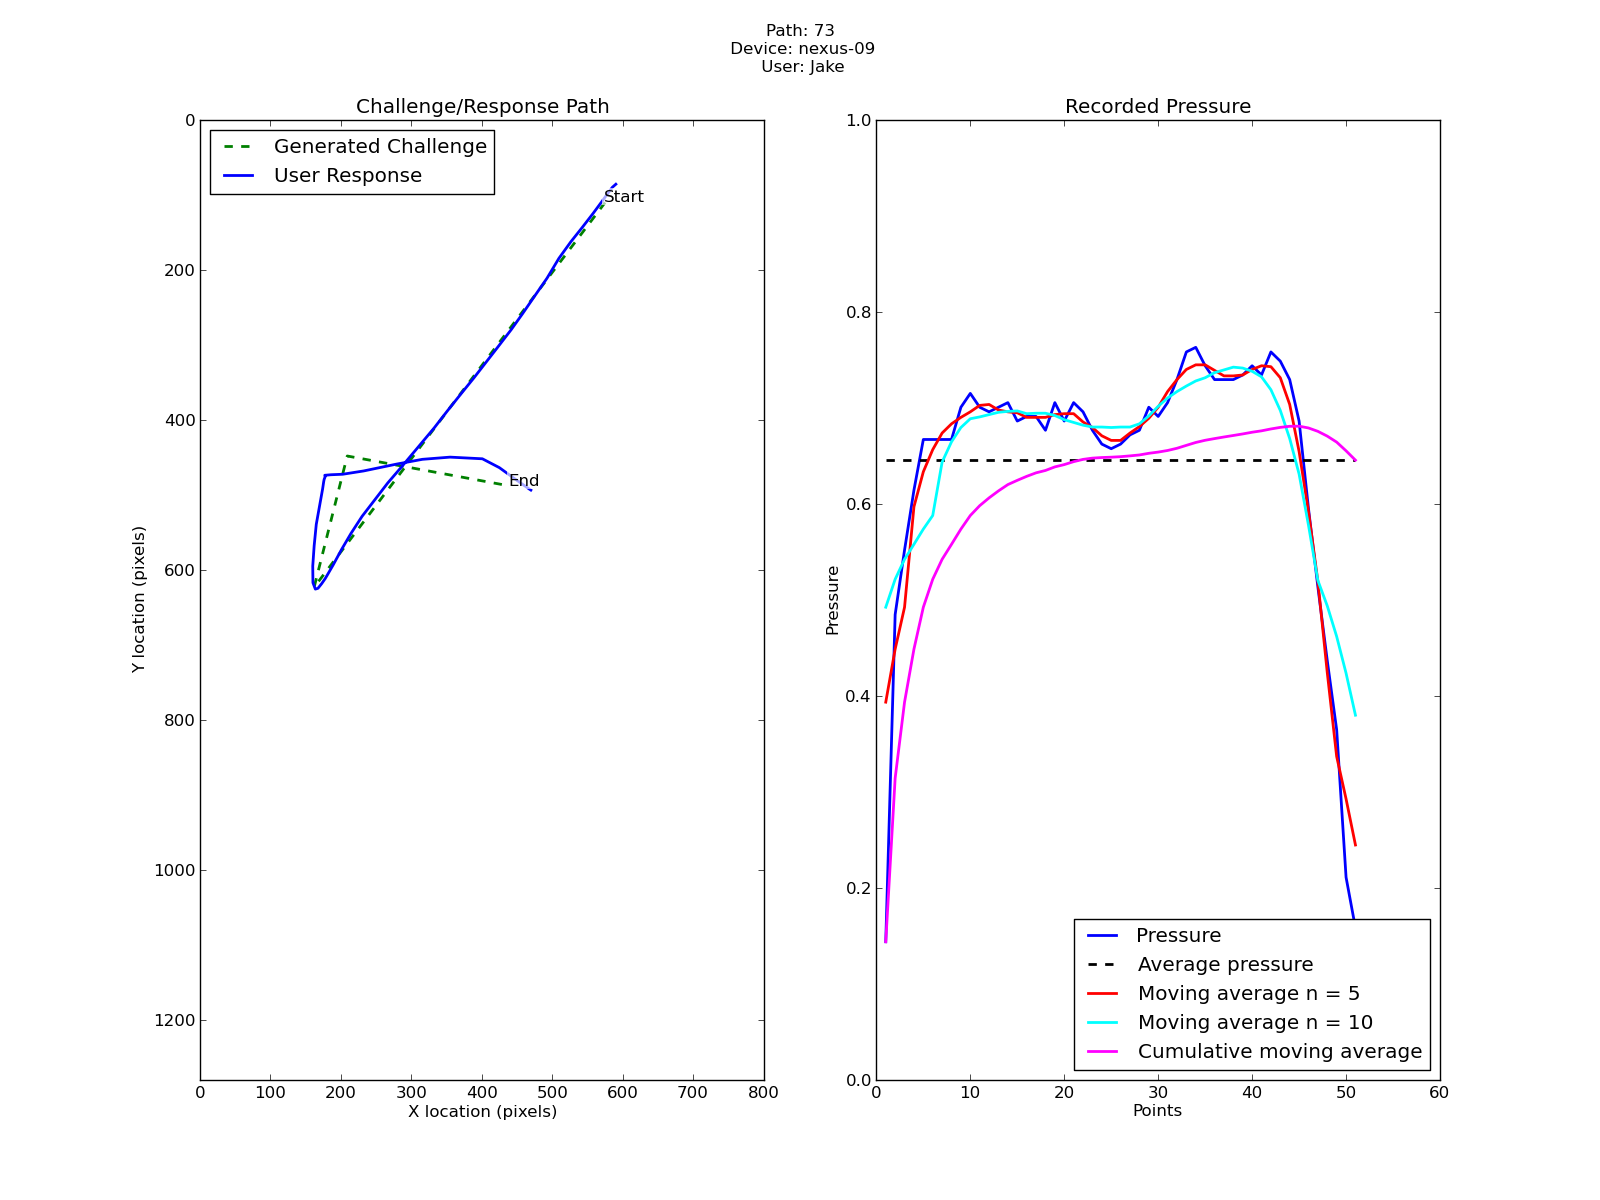 Path: 73
Device: nexus-09
User: Jake
Challenge/Response Path
Generated Challenge
User Response
Start
End
0
200
400
600
800
1000
1200
Y location (pixels)
0 100 200 300 400 500 600 700 800
X location (pixels)
Recorded Pressure
1.0
0.8
0.6
0.4
0.2
0.0
Pressure
Pressure
Average pressure
Moving average n = 5
Moving average n = 10
Cumulative moving average
0 10 20 30 40 50 60
Points